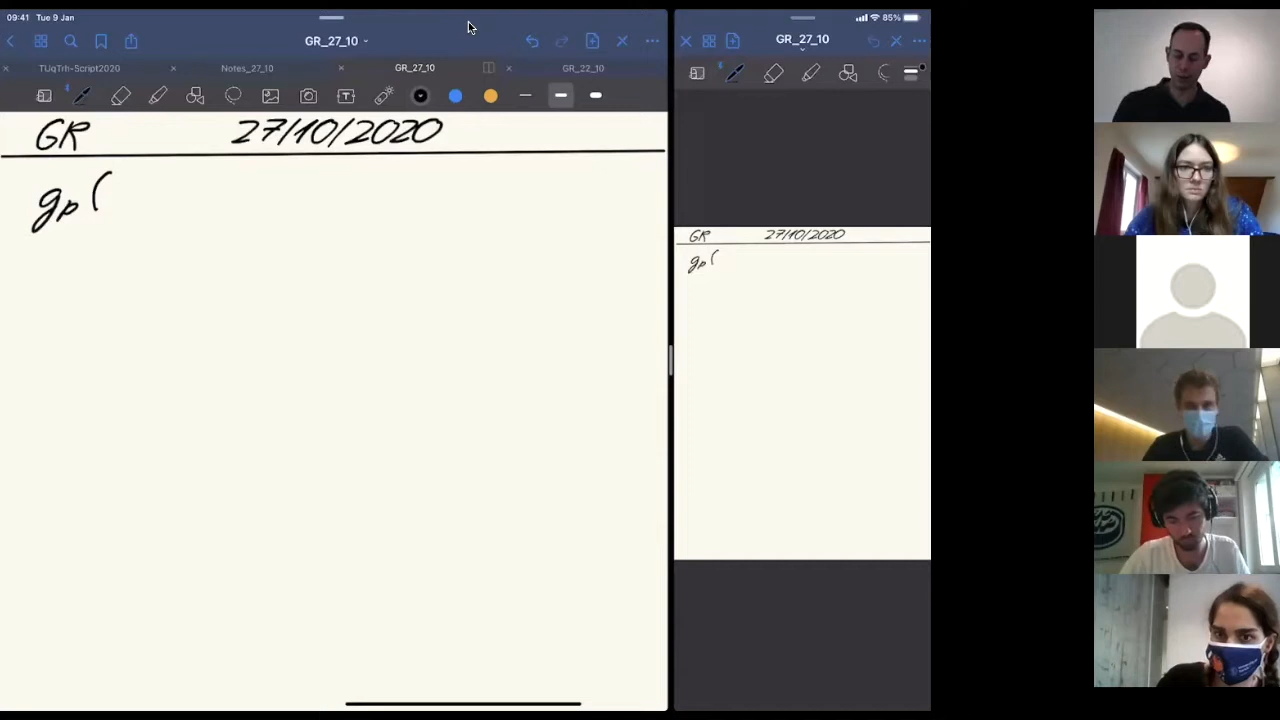 09:41 Tue 9 Jan
85%
GR_27_10
GR_27_10
TUqTrh-Script2020
Notes_27_10
GR_27_10
GR_22_10
GR 27/10/2020
gp(
GR 27/10/2020
gp(